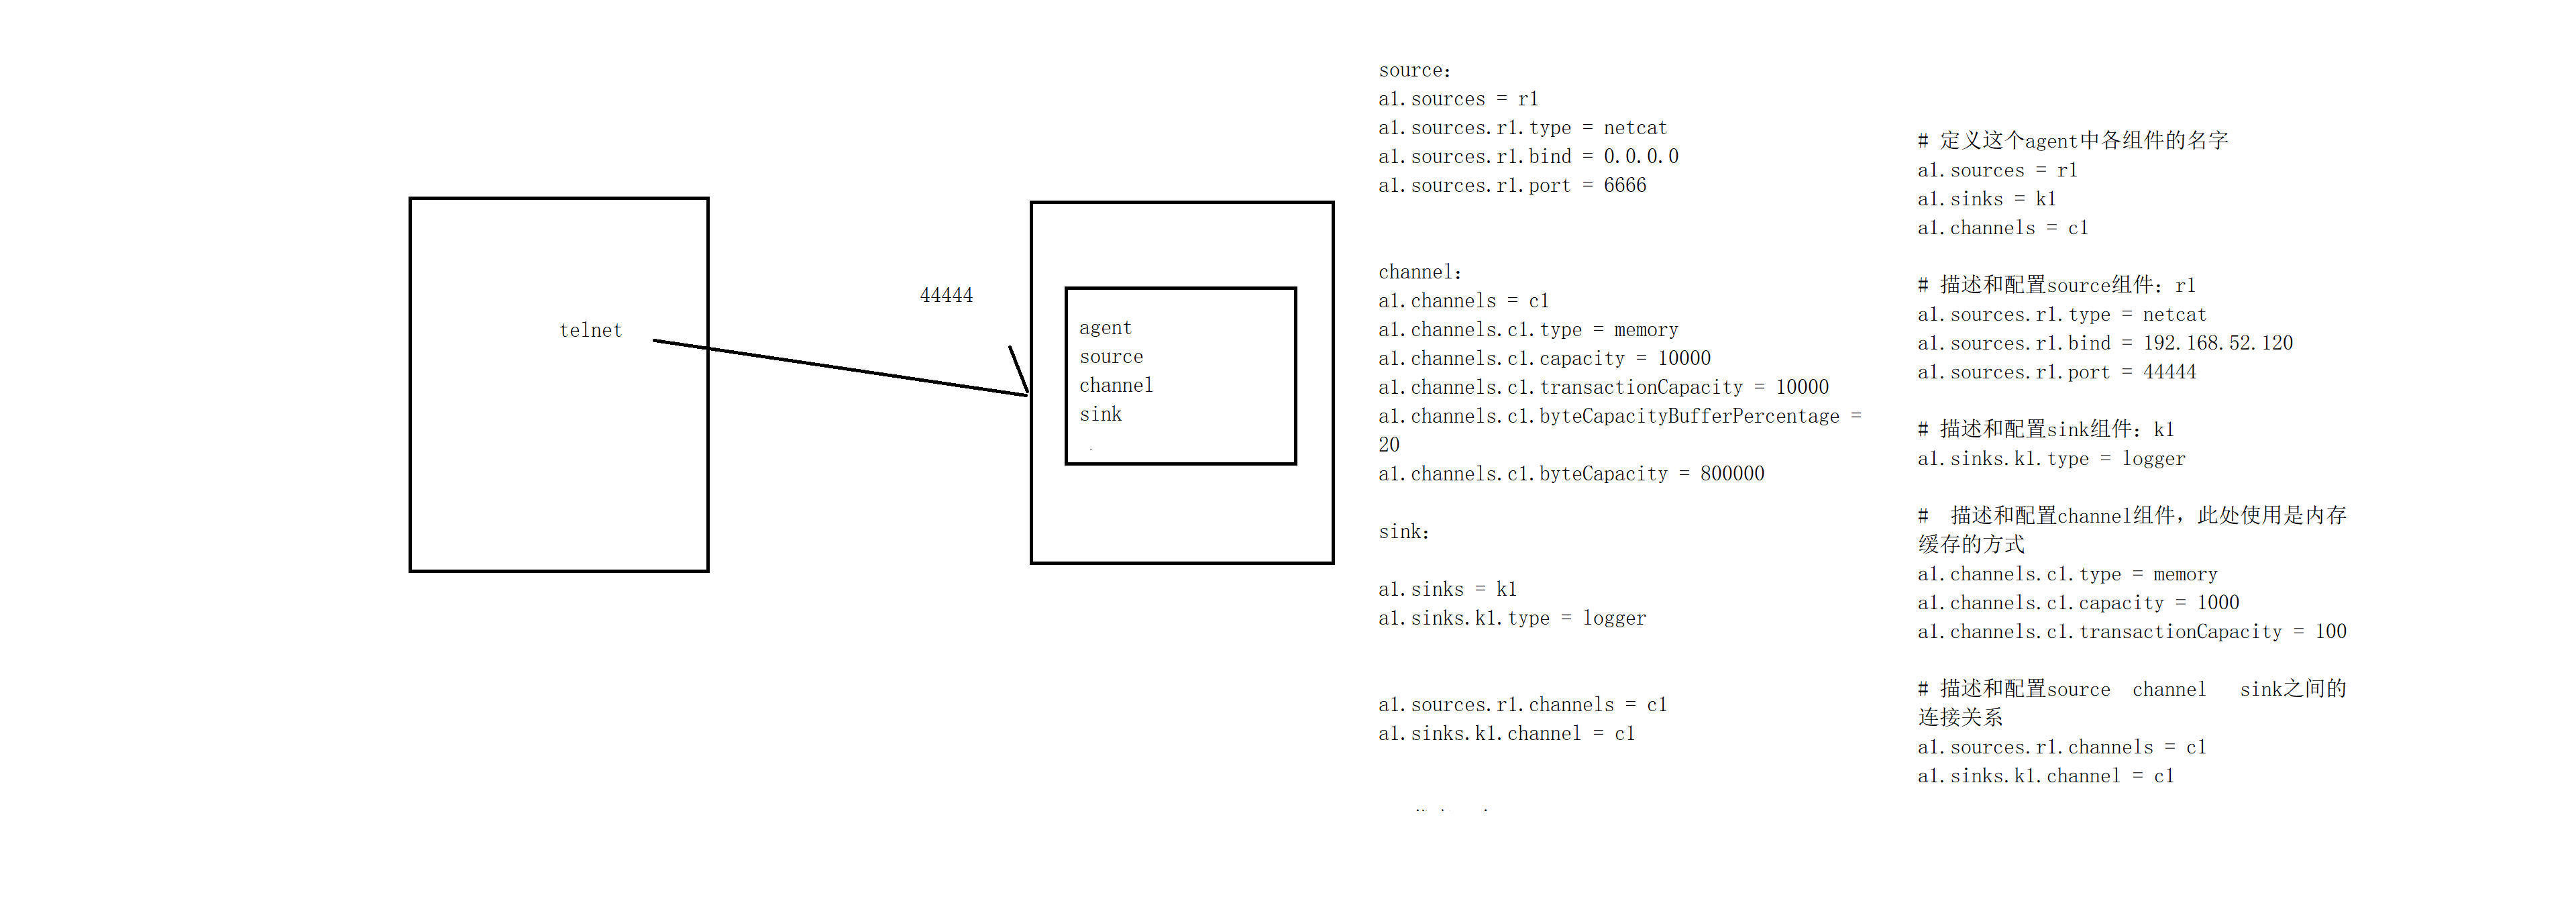 telnet
44444
agent
source
channel
sink
source：
a1.sources = r1
a1.sources.r1.type = netcat
a1.sources.r1.bind = 0.0.0.0
a1.sources.r1.port = 6666
channel：
a1.channels = c1
a1.channels.c1.type = memory
a1.channels.c1.capacity = 10000
a1.channels.c1.transactionCapacity = 10000
a1.channels.c1.byteCapacityBufferPercentage =
20
a1.channels.c1.byteCapacity = 800000
sink：
a1.sinks = k1
a1.sinks.k1.type = logger
a1.sources.r1.channels = c1
a1.sinks.k1.channel = c1
# 定义这个agent中各组件的名字
a1.sources = r1
a1.sinks = k1
a1.channels = c1
# 描述和配置source组件：r1
a1.sources.r1.type = netcat
a1.sources.r1.bind = 192.168.52.120
a1.sources.r1.port = 44444
# 描述和配置sink组件：k1
a1.sinks.k1.type = logger
#  描述和配置channel组件，此处使用是内存
缓存的方式
a1.channels.c1.type = memory
a1.channels.c1.capacity = 1000
a1.channels.c1.transactionCapacity = 100
# 描述和配置source  channel   sink之间的
连接关系
a1.sources.r1.channels = c1
a1.sinks.k1.channel = c1